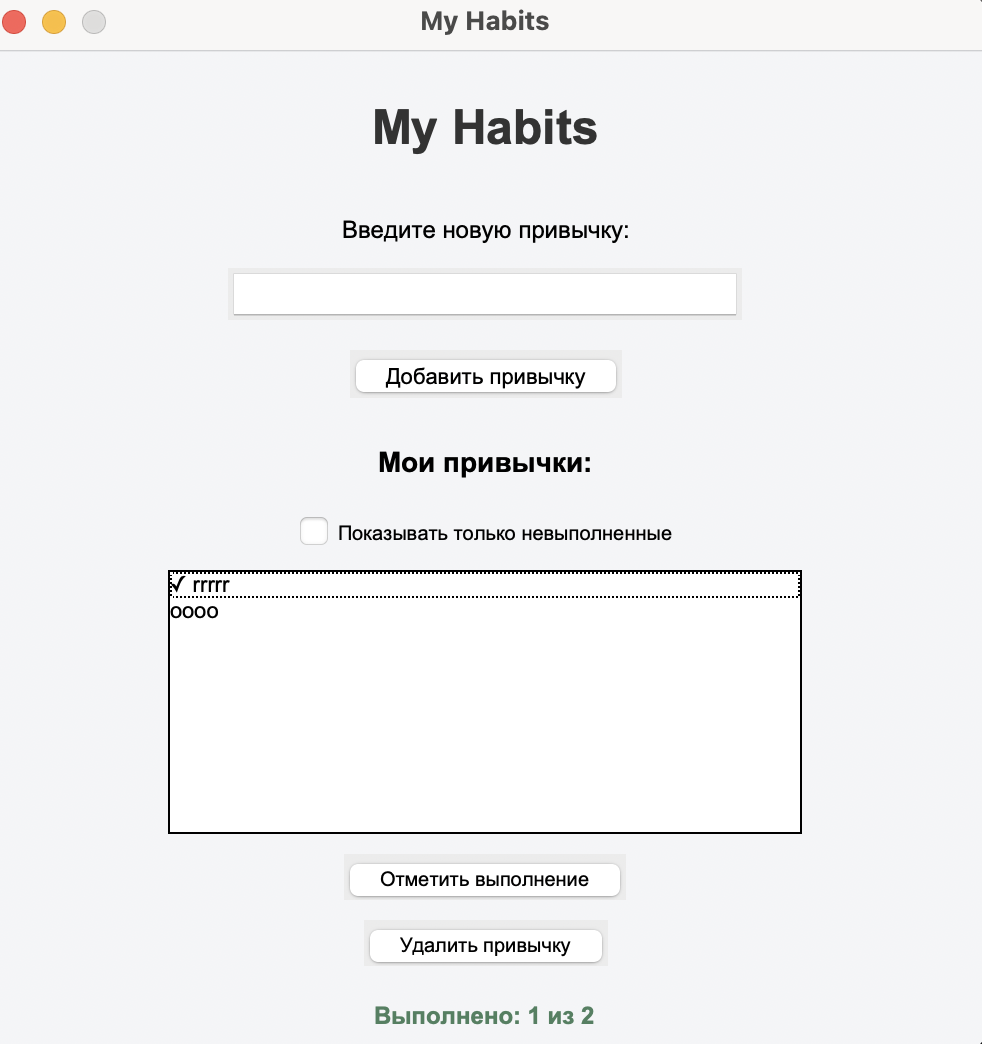 My Habits
My Habits
Введите новую привычку:
Добавить привычку
Мои привычки:
Показывать только невыполненные
✓ rrrrr
оооо
Отметить выполнение
Удалить привычку
Выполнено: 1 из 2